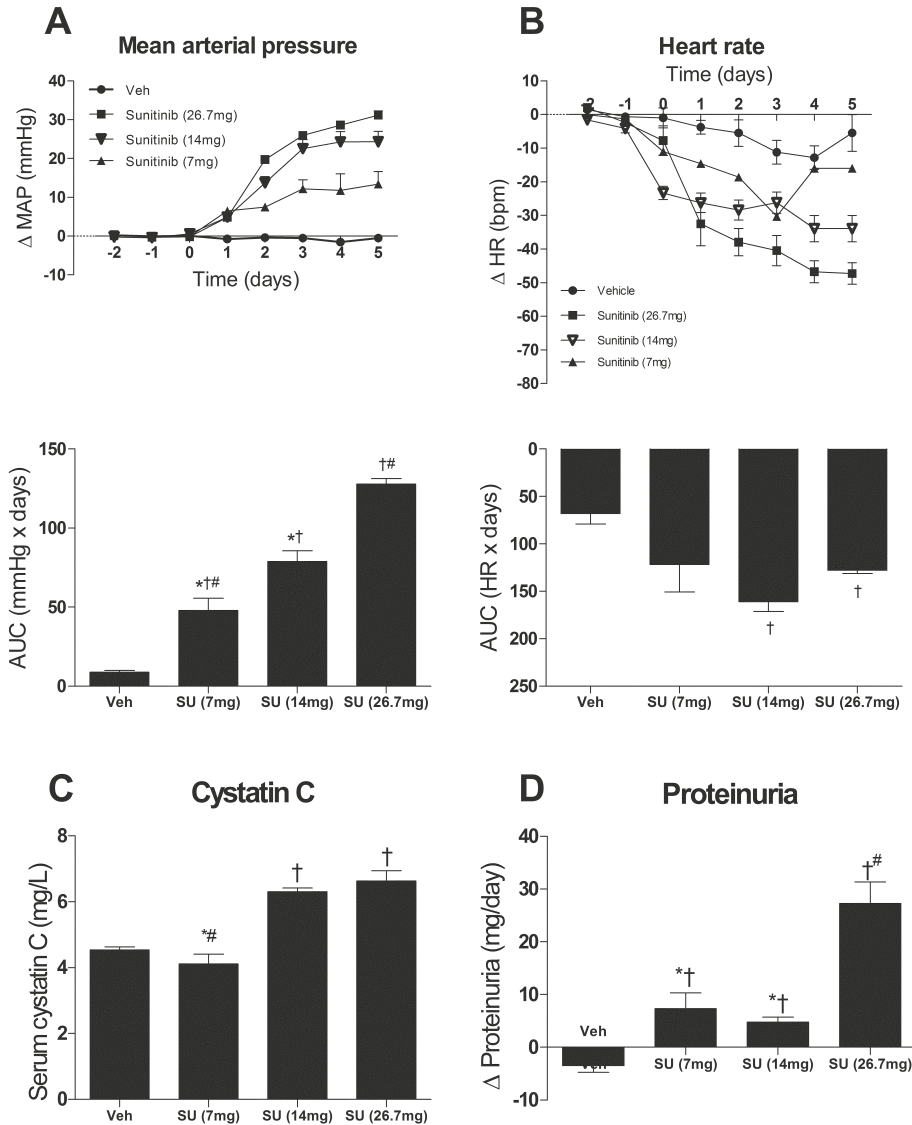 A
Mean arterial pressure
40
30
20
10
0
-10
Δ MAP (mmHg)
Veh
Sunitinib (26.7mg)
Sunitinib (14mg)
Sunitinib (7mg)
-2 -1 0 1 2 3 4 5
Time (days)
B
Heart rate
Time (days)
-2 -1 0 1 2 3 4 5
10
0
-10
-20
-30
-40
-50
-60
-70
-80
Δ HR (bpm)
Vehicle
Sunitinib (26.7mg)
Sunitinib (14mg)
Sunitinib (7mg)
150
100
50
0
AUC (mmHg x days)
*†#
*†
†#
Veh SU (7mg) SU (14mg) SU (26.7mg)
0
50
100
150
200
250
AUC (HR x days)
†
†
Veh SU (7mg) SU (14mg) SU (26.7mg)
C
Cystatin C
8
6
4
2
0
Serum cystatin C (mg/L)
*#
†
†
Veh SU (7mg) SU (14mg) SU (26.7mg)
D
Proteinuria
40
30
20
10
0
-10
Δ Proteinuria (mg/day)
*†
*†
†#
Veh
Veh SU (7mg) SU (14mg) SU (26.7mg)